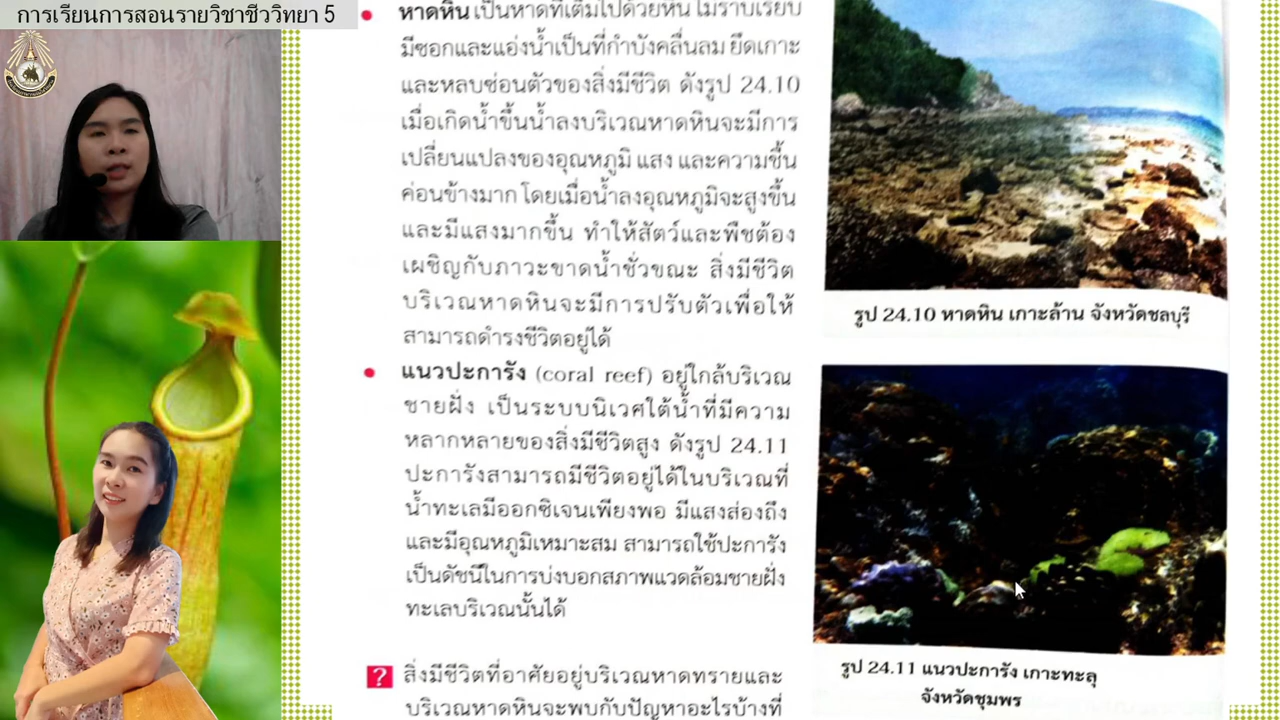 การเรียนการสอนรายวิชาชีววิทยา 5
หาดหิน เป็นหาดที่เต็มไปด้วยหิน ไม่ราบเรียบ
มีซอกและแอ่งน้ำเป็นที่กำบังคลื่นลม ยึดเกาะ
และหลบซ่อนตัวของสิ่งมีชีวิต ดังรูป 24.10
เมื่อเกิดน้ำขึ้นน้ำลงบริเวณหาดหินจะมีการ
เปลี่ยนแปลงของอุณหภูมิ แสง และความชื้น
ค่อนข้างมาก โดยเมื่อน้ำลงอุณหภูมิจะสูงขึ้น
และมีแสงมากขึ้น ทำให้สัตว์และพืชต้อง
เผชิญกับภาวะขาดน้ำชั่วขณะ สิ่งมีชีวิต
บริเวณหาดหินจะมีการปรับตัวเพื่อให้
สามารถดำรงชีวิตอยู่ได้
รูป 24.10 หาดหิน เกาะล้าน จังหวัดชลบุรี
แนวปะการัง (coral reef) อยู่ใกล้บริเวณ
ชายฝั่ง เป็นระบบนิเวศใต้น้ำที่มีความ
หลากหลายของสิ่งมีชีวิตสูง ดังรูป 24.11
ปะการังสามารถมีชีวิตอยู่ได้ในบริเวณที่
น้ำทะเลมีออกซิเจนเพียงพอ มีแสงส่องถึง
และมีอุณหภูมิเหมาะสม สามารถใช้ปะการัง
เป็นดัชนีในการบ่งบอกสภาพแวดล้อมชายฝั่ง
ทะเลบริเวณนั้นได้
รูป 24.11 แนวปะการัง เกาะทะลุ
จังหวัดชุมพร
? สิ่งมีชีวิตที่อาศัยอยู่บริเวณหาดทรายและ
บริเวณหาดหินจะพบกับปัญหาอะไรบ้างที่